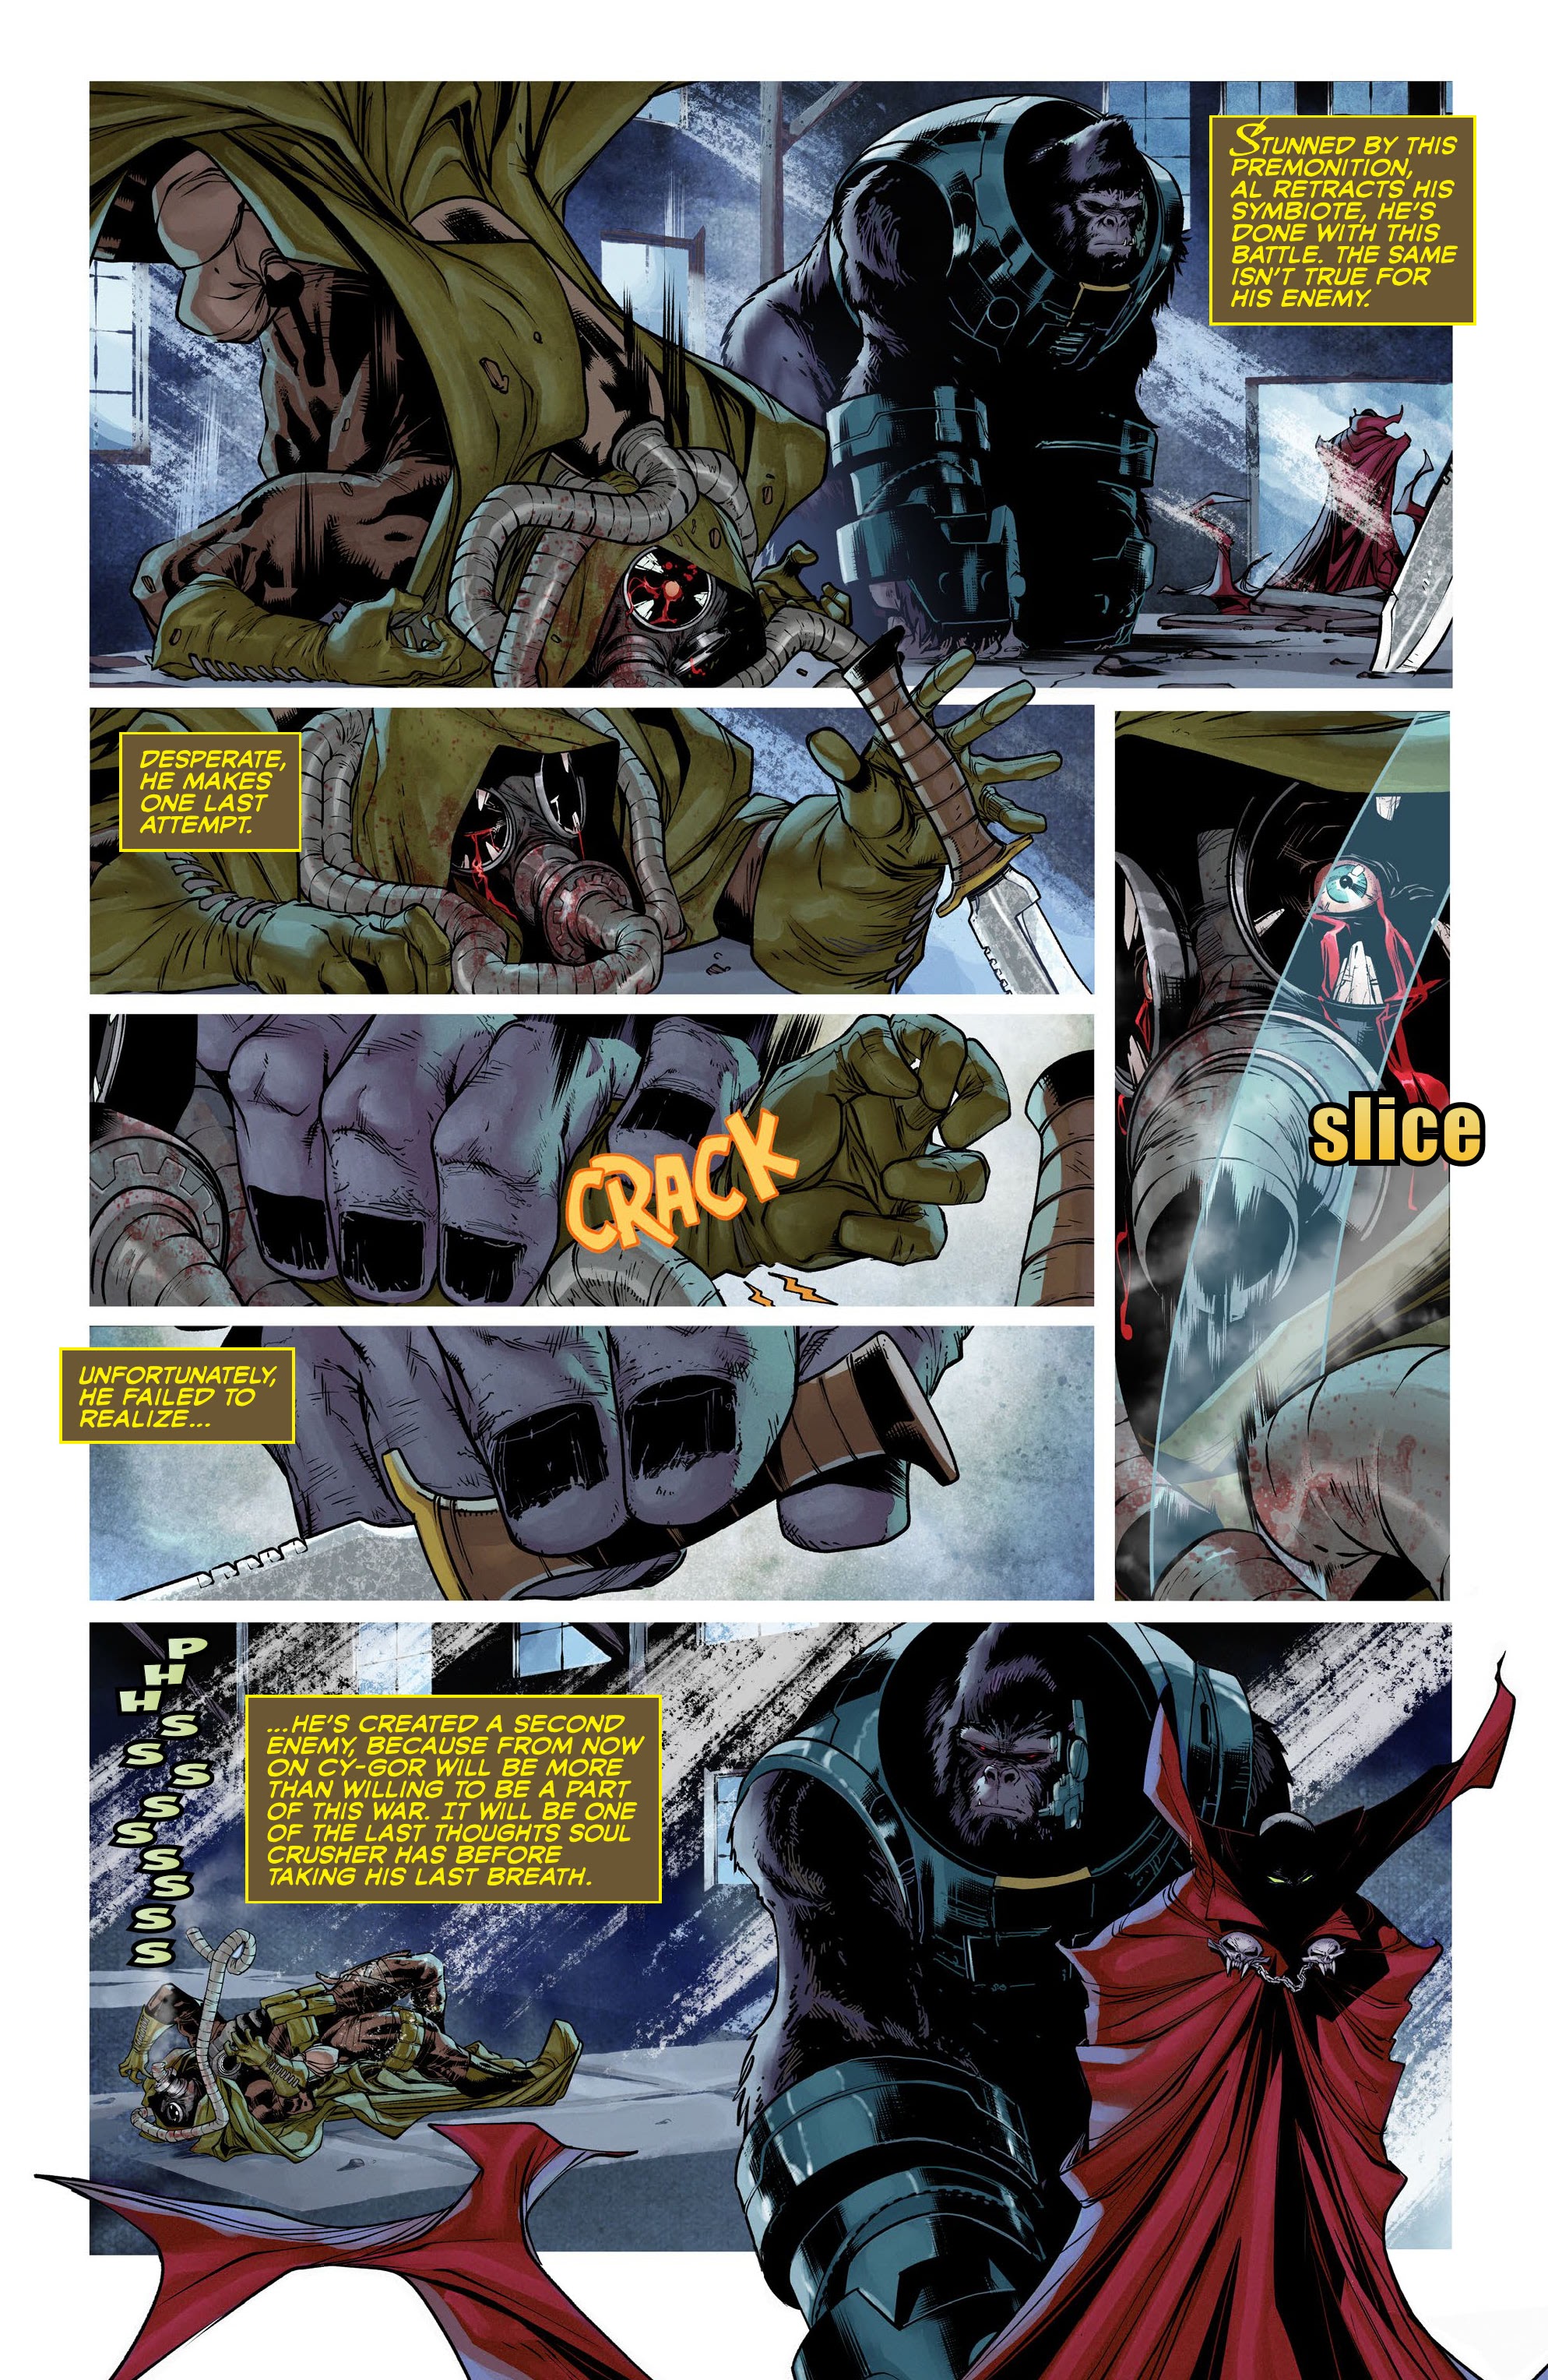 STUNNED BY THIS
PREMONITION,
AL RETRACTS HIS
SYMBIOTE, HE'S
DONE WITH THIS
BATTLE. THE SAME
ISN'T TRUE FOR
HIS ENEMY.
DESPERATE,
HE MAKES
ONE LAST
ATTEMPT.
CRACK
UNFORTUNATELY,
HE FAILED TO
REALIZE...
slice
PHHSSSSSSSSS
...HE'S CREATED A SECOND
ENEMY, BECAUSE FROM NOW
ON CY-GOR WILL BE MORE
THAN WILLING TO BE A PART
OF THIS WAR. IT WILL BE ONE
OF THE LAST THOUGHTS SOUL
CRUSHER HAS BEFORE
TAKING HIS LAST BREATH.